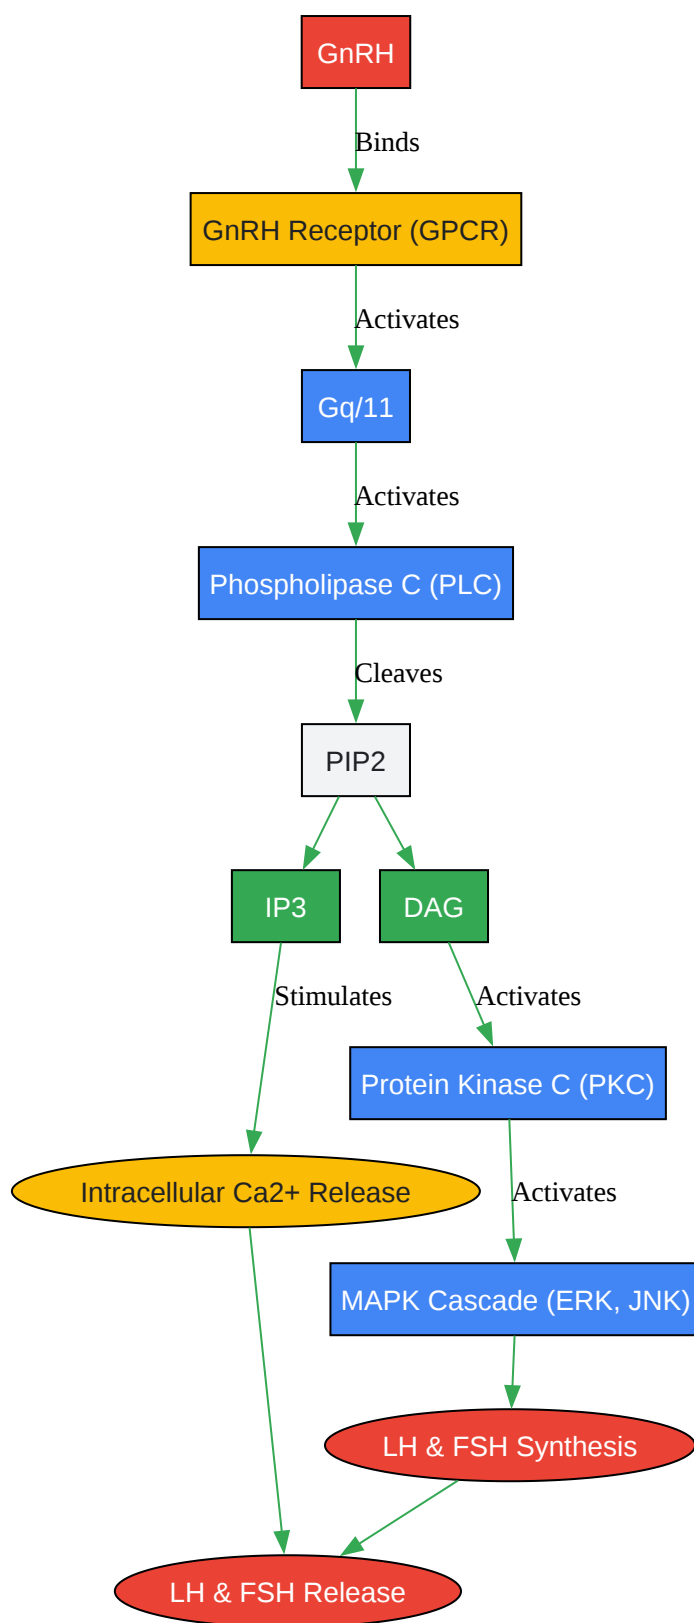 GnRH
Binds
GnRH Receptor (GPCR)
Activates
Gq/11
Activates
Phospholipase C (PLC)
Cleaves
PIP2
IP3
DAG
Stimulates
Activates
Protein Kinase C (PKC)
Intracellular Ca2+ Release
Activates
MAPK Cascade (ERK, JNK)
LH & FSH Synthesis
LH & FSH Release